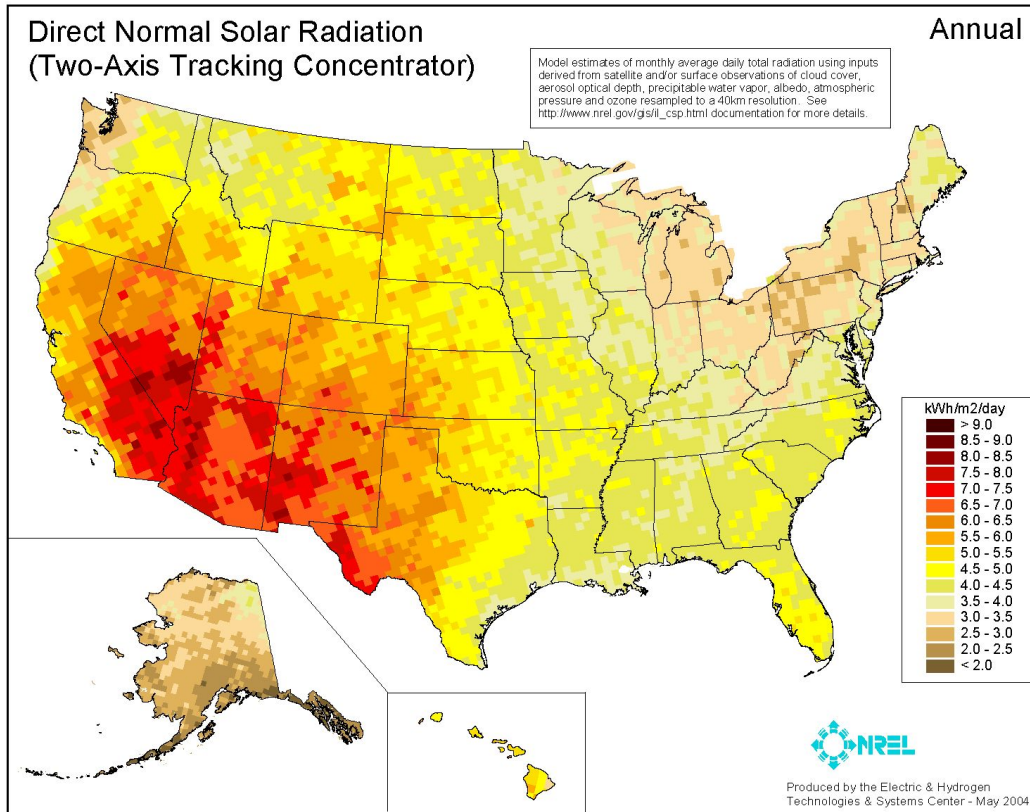 Direct Normal Solar Radiation
(Two-Axis Tracking Concentrator)
Annual
Model estimates of monthly average daily total radiation using inputs
derived from satellite and/or surface observations of cloud cover,
aerosol optical depth, precipitable water vapor, albedo, atmospheric
pressure and ozone resampled to a 40km resolution. See
http://www.nrel.gov/gis/il_csp.html documentation for more details.
kWh/m2/day
> 9.0
8.5 - 9.0
8.0 - 8.5
7.5 - 8.0
7.0 - 7.5
6.5 - 7.0
6.0 - 6.5
5.5 - 6.0
5.0 - 5.5
4.5 - 5.0
4.0 - 4.5
3.5 - 4.0
3.0 - 3.5
2.5 - 3.0
2.0 - 2.5
< 2.0
NREL
Produced by the Electric & Hydrogen
Technologies & Systems Center - May 2004